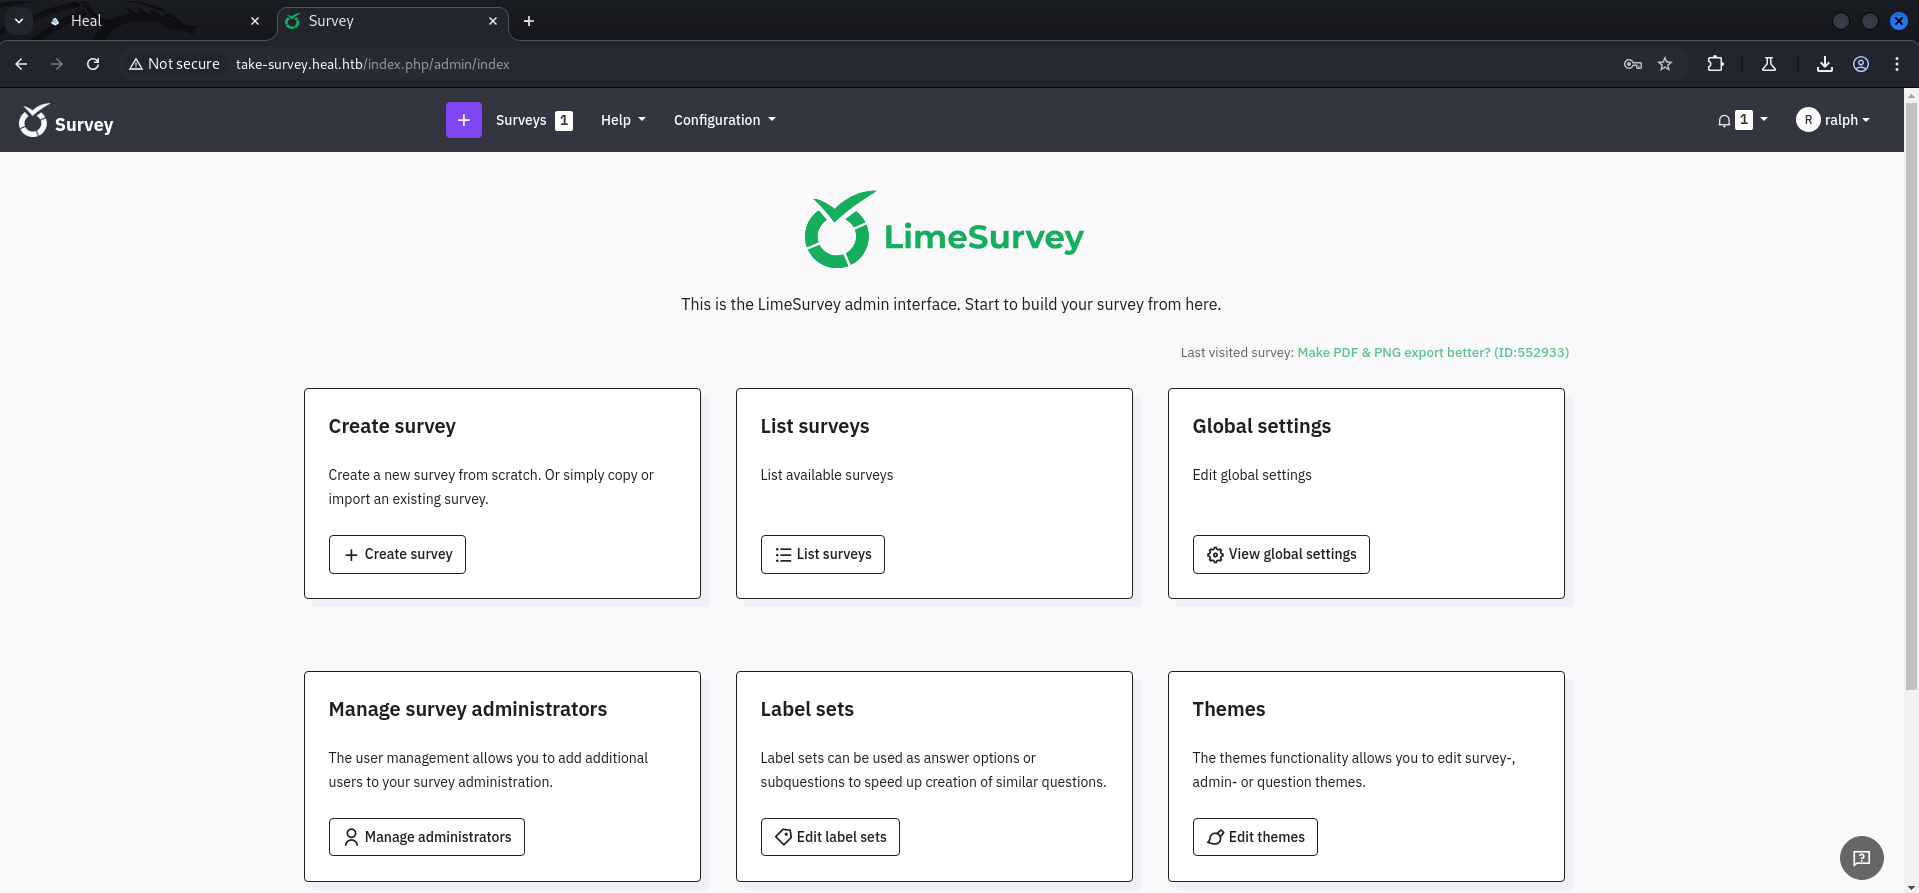 Heal
Survey
Not secure
take-survey.heal.htb/index.php/admin/index
Survey
Surveys 1
Help
Configuration
1
R
ralph
LimeSurvey
This is the LimeSurvey admin interface. Start to build your survey from here.
Last visited survey: Make PDF & PNG export better? (ID:552933)
Create survey
Create a new survey from scratch. Or simply copy or
import an existing survey.
Create survey
List surveys
List available surveys
List surveys
Global settings
Edit global settings
View global settings
Manage survey administrators
The user management allows you to add additional
users to your survey administration.
Manage administrators
Label sets
Label sets can be used as answer options or
subquestions to speed up creation of similar questions.
Edit label sets
Themes
The themes functionality allows you to edit survey-,
admin- or question themes.
Edit themes